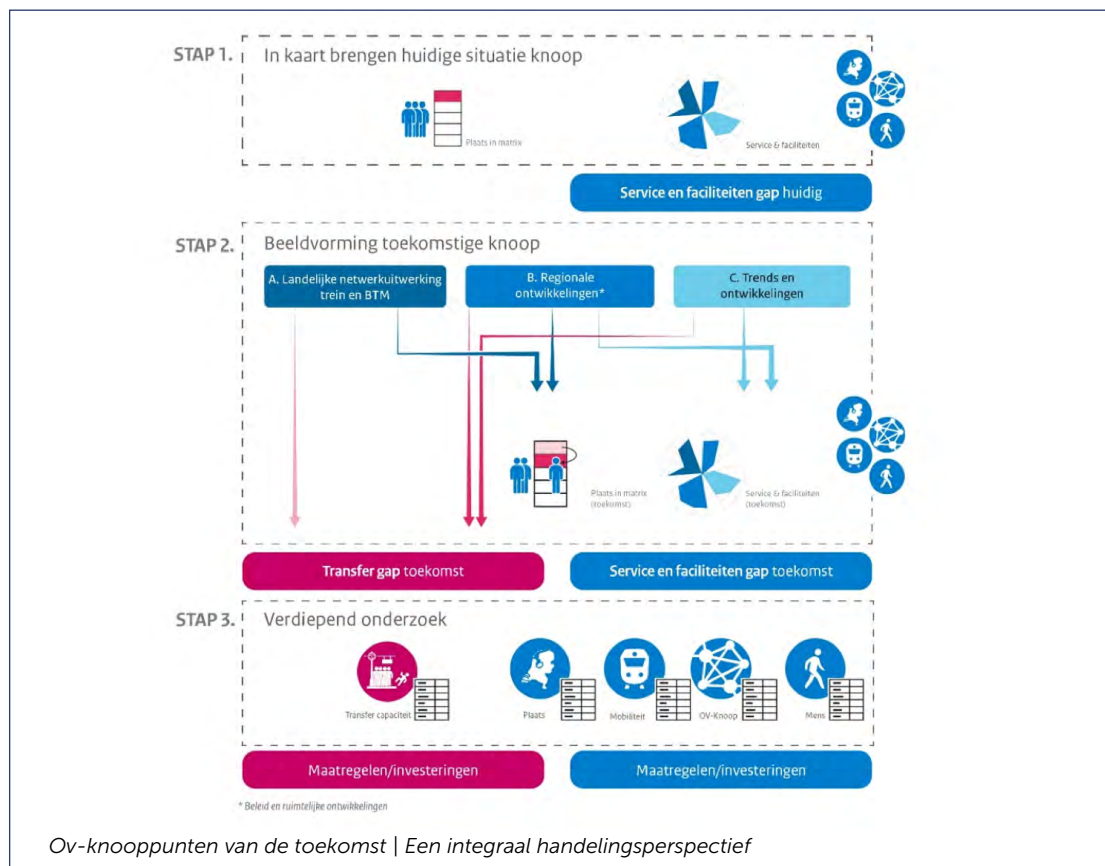 STAP 1.
In kaart brengen huidige situatie knoop
Plaats in matrix
Service & faciliteiten
Service en faciliteiten gap huidig
STAP 2.
Beeldvorming toekomstige knoop
A. Landelijke netwerkuitwerking
trein en BTM
B. Regionale
ontwikkelingen*
C. Trends en
ontwikkelingen
Plaats in matrix
(toekomst)
Service & faciliteiten
(toekomst)
Transfer gap toekomst
Service en faciliteiten gap toekomst
STAP 3.
Verdiepend onderzoek
Transfer capaciteit
Plaats
Mobiliteit
OV-Knoop
Mens
Maatregelen/investeringen
Maatregelen/investeringen
* Beleid en ruimtelijke ontwikkelingen
Ov-knooppunten van de toekomst | Een integraal handelingsperspectief